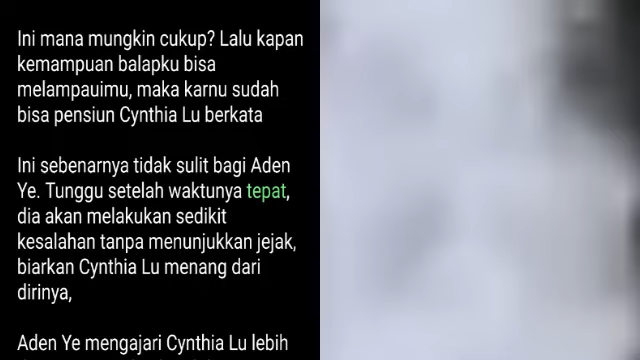 Ini mana mungkin cukup? Lalu kapan
kemampuan balapku bisa
melampauimu, maka karnu sudah
bisa pensiun Cynthia Lu berkata
Ini sebenarnya tidak sulit bagi Aden
Ye. Tunggu setelah waktunya tepat,
dia akan melakukan sedikit
kesalahan tanpa menunjukkan jejak,
biarkan Cynthia Lu menang dari
dirinya,
Aden Ye mengajari Cynthia Lu lebih